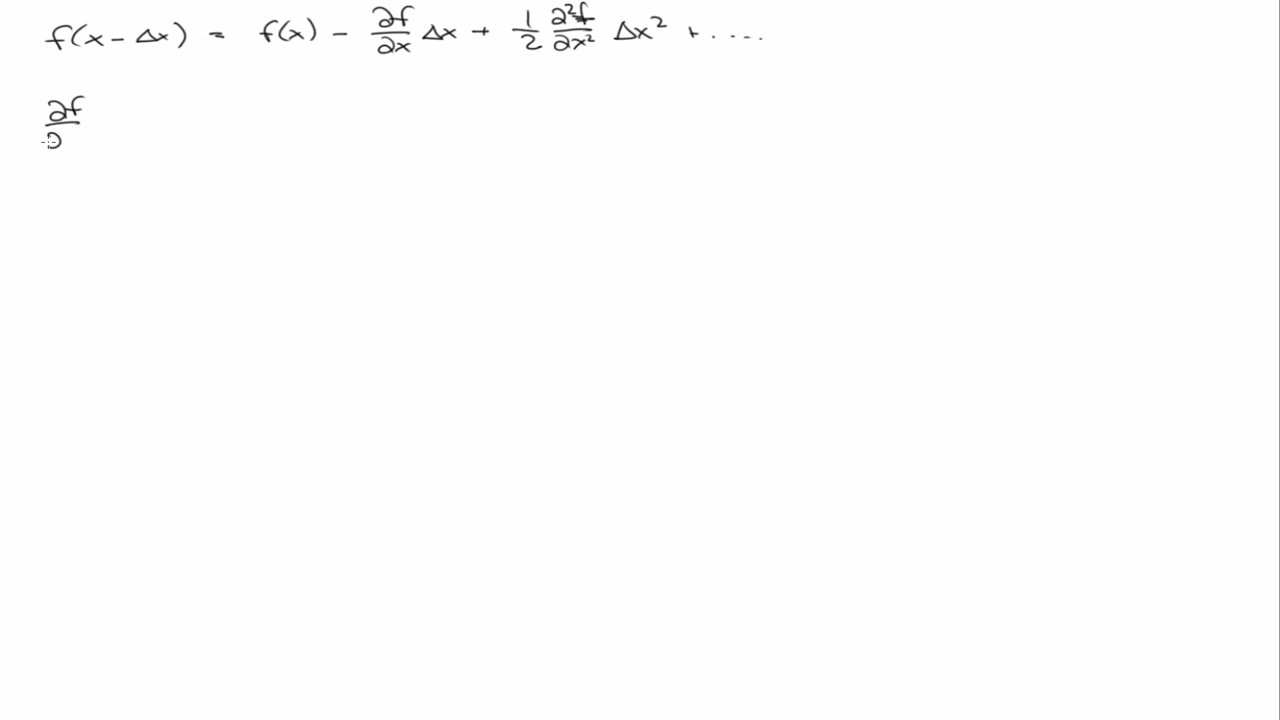 f(x - Δx) = f(x) - ∂f/∂x Δx + 1/2 ∂²f/∂x² Δx² + ....
∂f/∂